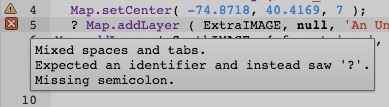 4 Map.setCenter( -74.8718, 40.4169, 7 );
5 ? Map.addLayer ( ExtraIMAGE, null, 'An Un
Mixed spaces and tabs.
Expected an identifier and instead saw '?'.
Missing semicolon.
10